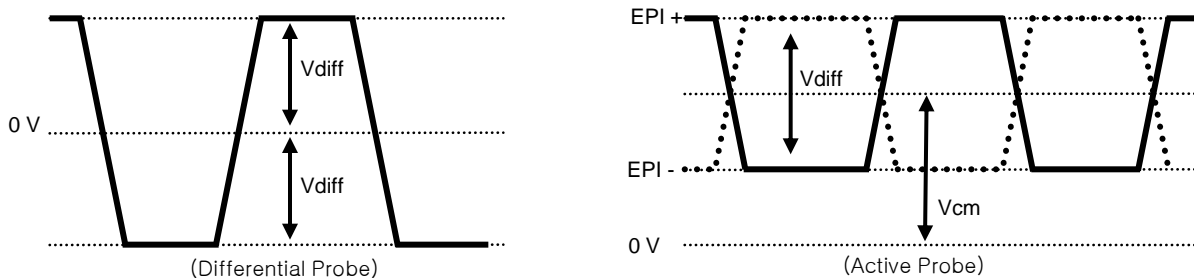 Vdiff
0 V
Vdiff
(Differential Probe)
EPI +
Vdiff
EPI -
Vcm
0 V
(Active Probe)